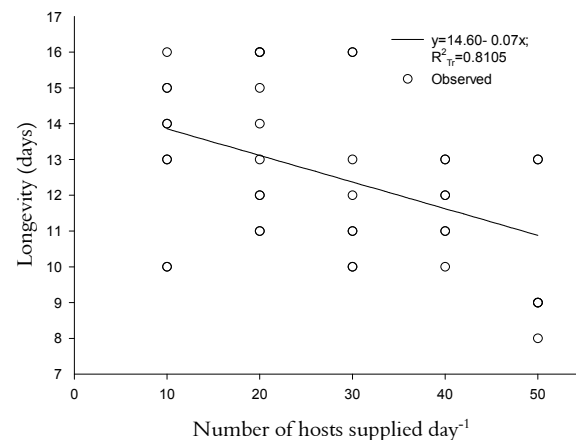 17
16
15
14
13
12
11
10
9
8
7
Longevity (days)
y=14.60- 0.07x;
R²Tr=0.8105
Observed
0 10 20 30 40 50
Number of hosts supplied day⁻¹